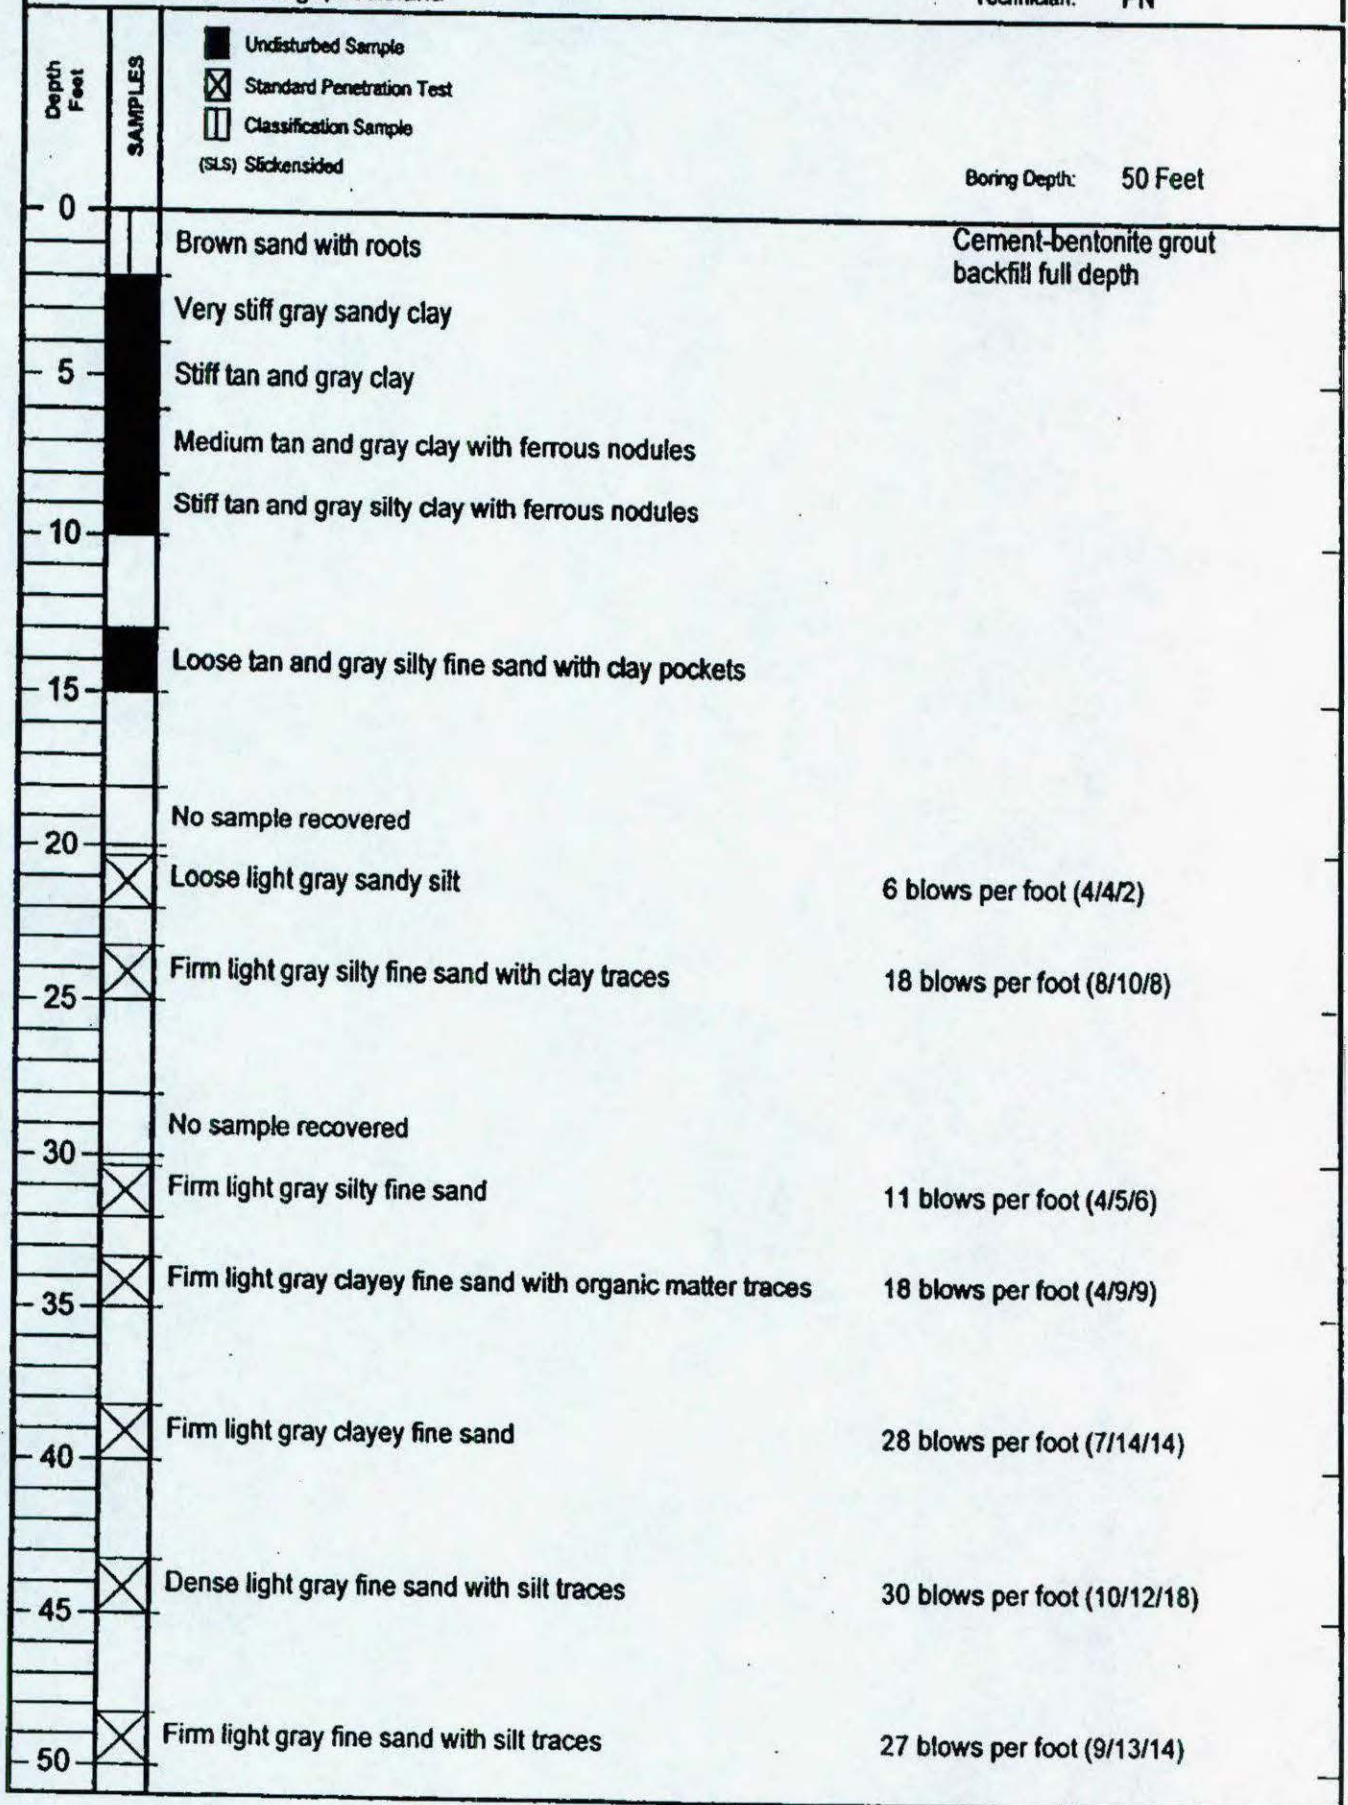 Technician: PN
Depth Feet
SAMPLES
Undisturbed Sample
Standard Penetration Test
Classification Sample
(SLS) Slickensided
Boring Depth: 50 Feet
0
Brown sand with roots
Cement-bentonite grout
backfill full depth
Very stiff gray sandy clay
5
Stiff tan and gray clay
Medium tan and gray clay with ferrous nodules
Stiff tan and gray silty clay with ferrous nodules
10
Loose tan and gray silty fine sand with clay pockets
15
No sample recovered
20
Loose light gray sandy silt 6 blows per foot (4/4/2)
Firm light gray silty fine sand with clay traces 18 blows per foot (8/10/8)
25
No sample recovered
30
Firm light gray silty fine sand 11 blows per foot (4/5/6)
Firm light gray clayey fine sand with organic matter traces 18 blows per foot (4/9/9)
35
Firm light gray clayey fine sand 28 blows per foot (7/14/14)
40
Dense light gray fine sand with silt traces 30 blows per foot (10/12/18)
45
Firm light gray fine sand with silt traces 27 blows per foot (9/13/14)
50